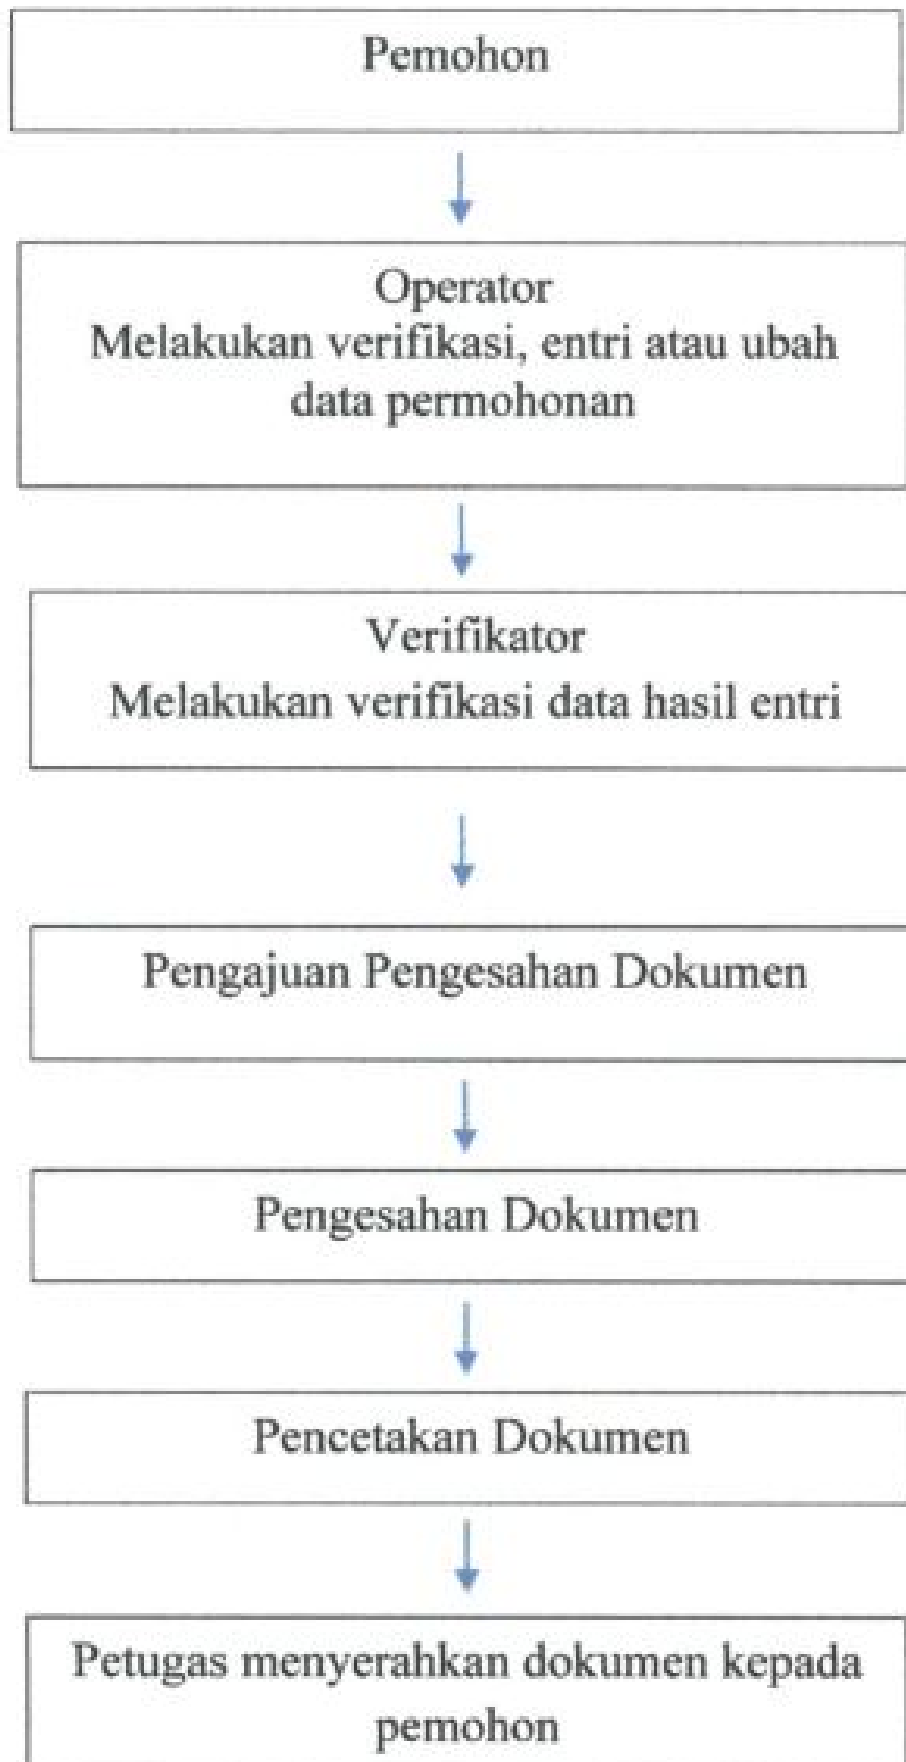 Pemohon
Operator
Melakukan verifikasi, entri atau ubah
data permohonan
Verifikator
Melakukan verifikasi data hasil entri
Pengajuan Pengesahan Dokumen
Pengesahan Dokumen
Pencetakan Dokumen
Petugas menyerahkan dokumen kepada
pemohon